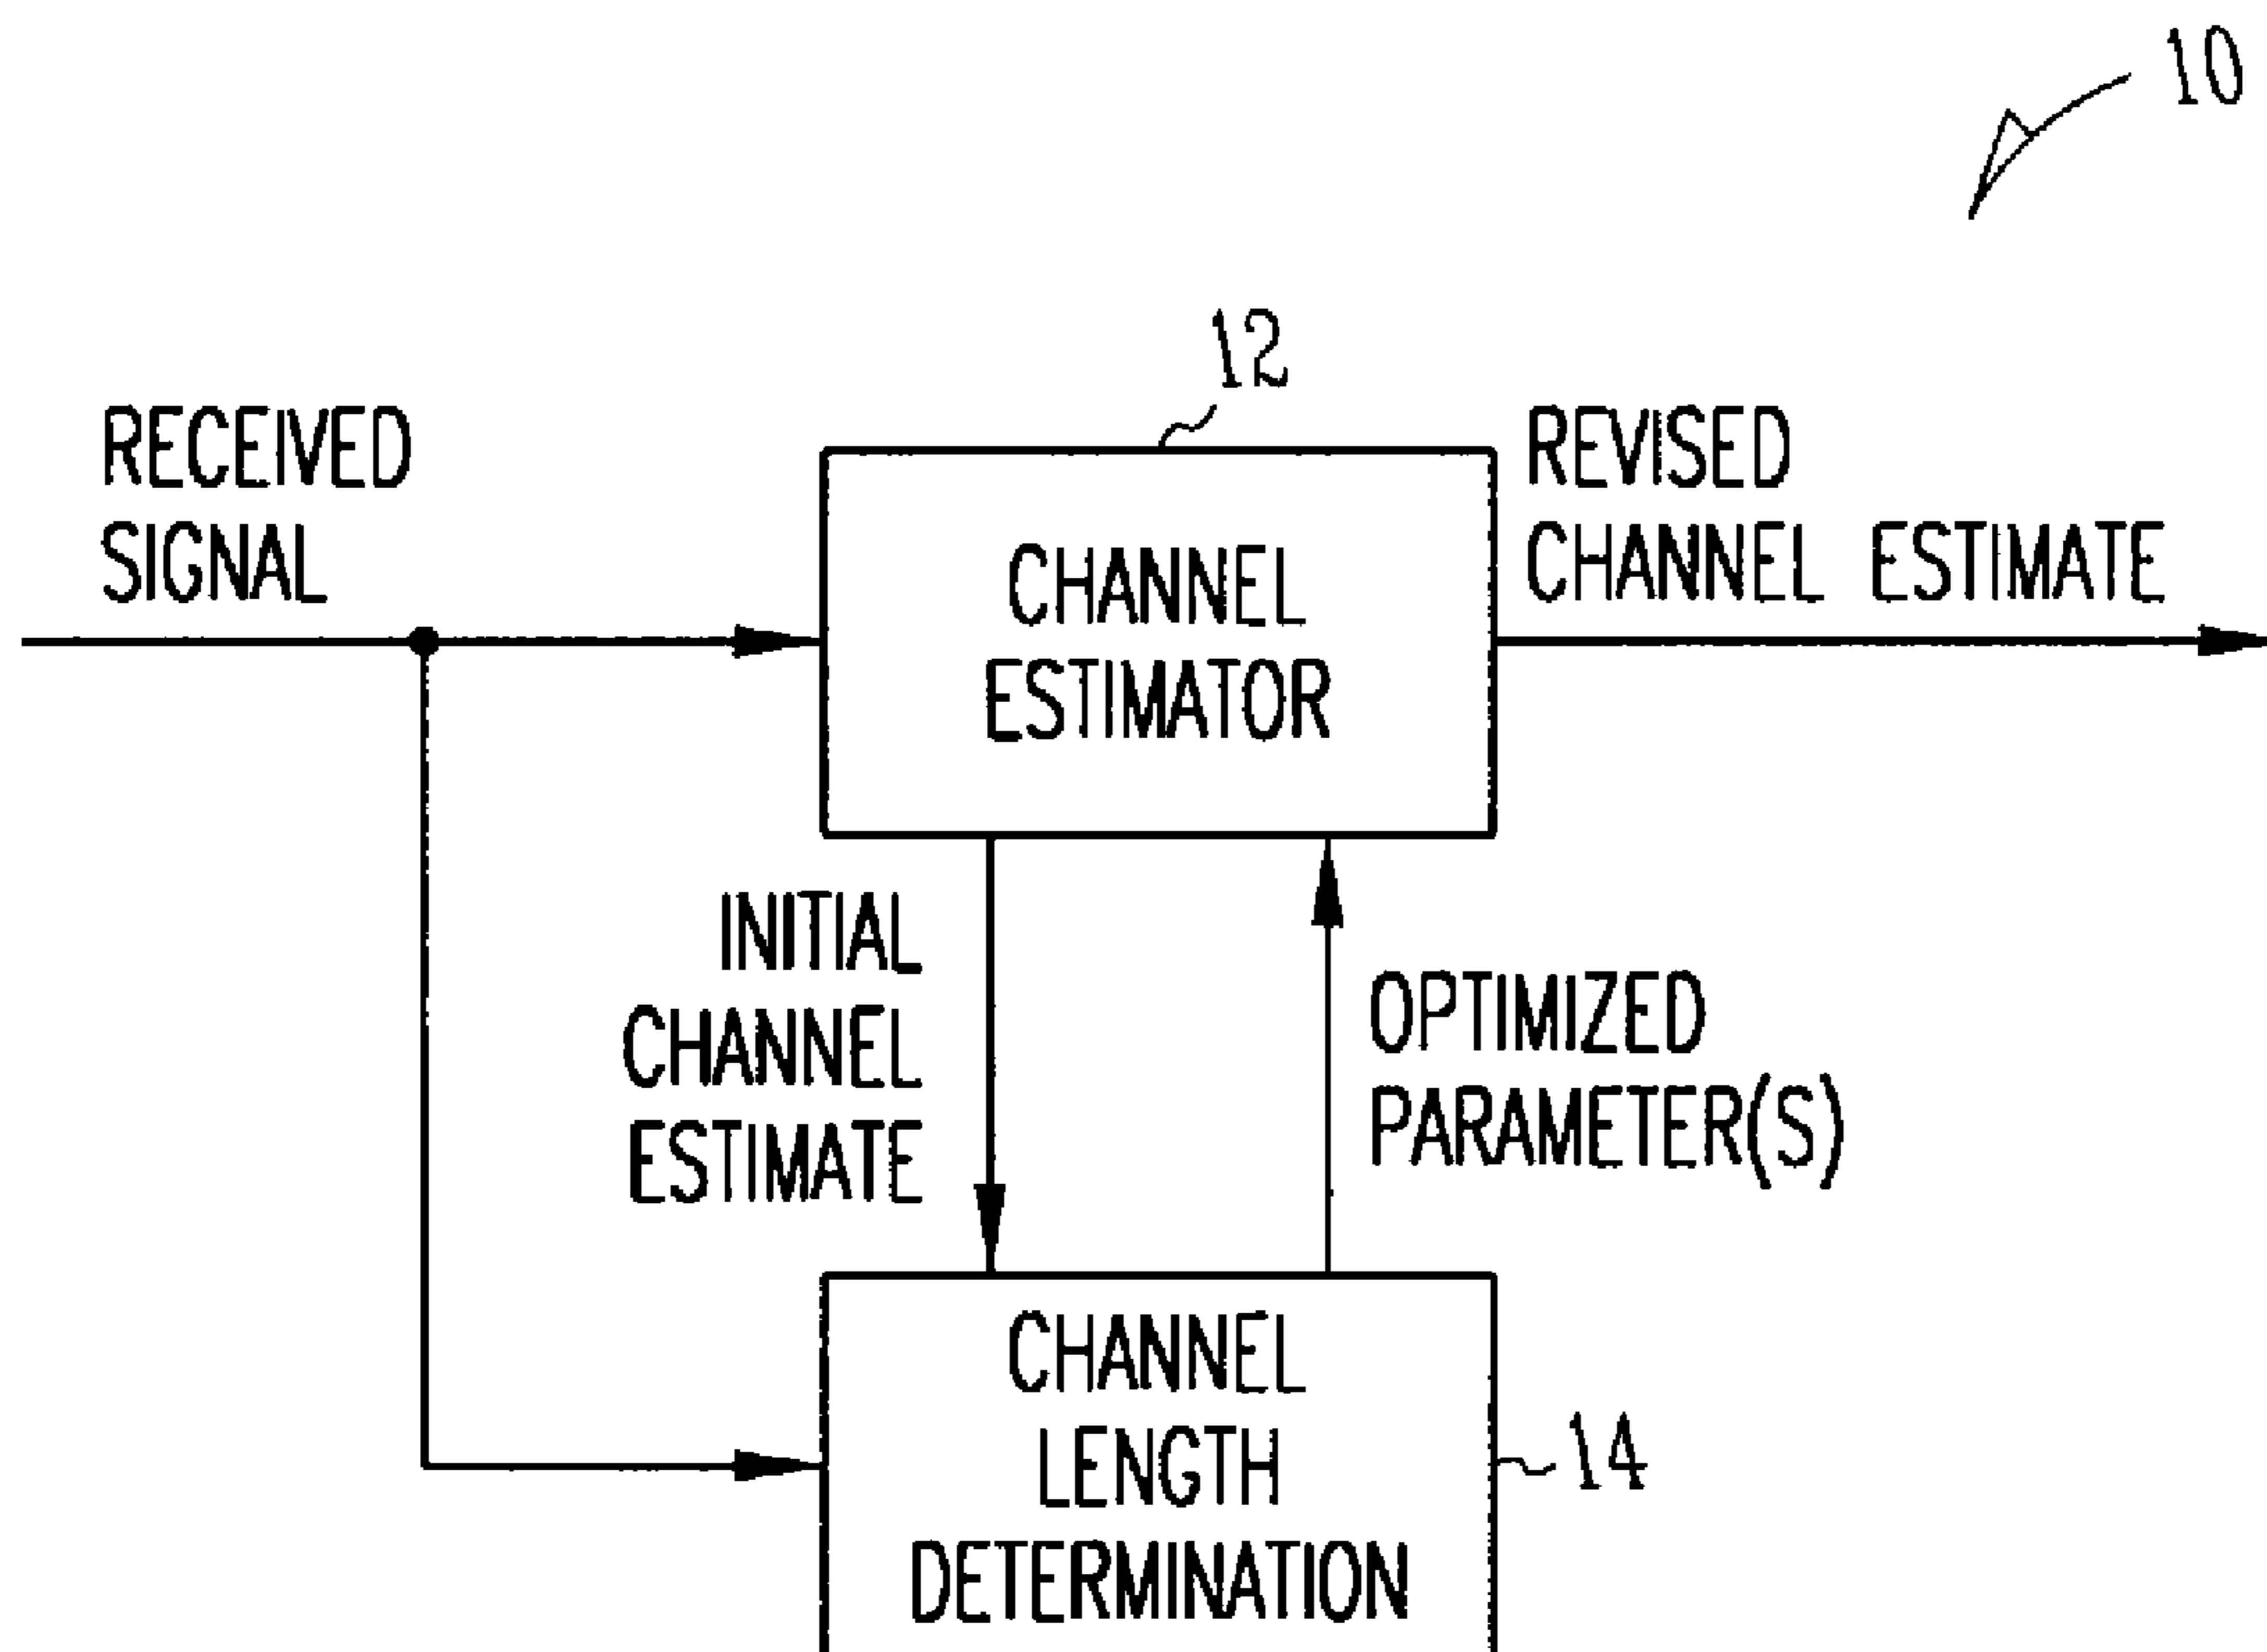 10
12
RECEIVED
SIGNAL
CHANNEL
ESTIMATOR
REVISED
CHANNEL ESTIMATE
INITIAL
CHANNEL
ESTIMATE
OPTIMIZED
PARAMETER(S)
CHANNEL
LENGTH
DETERMINATION
14